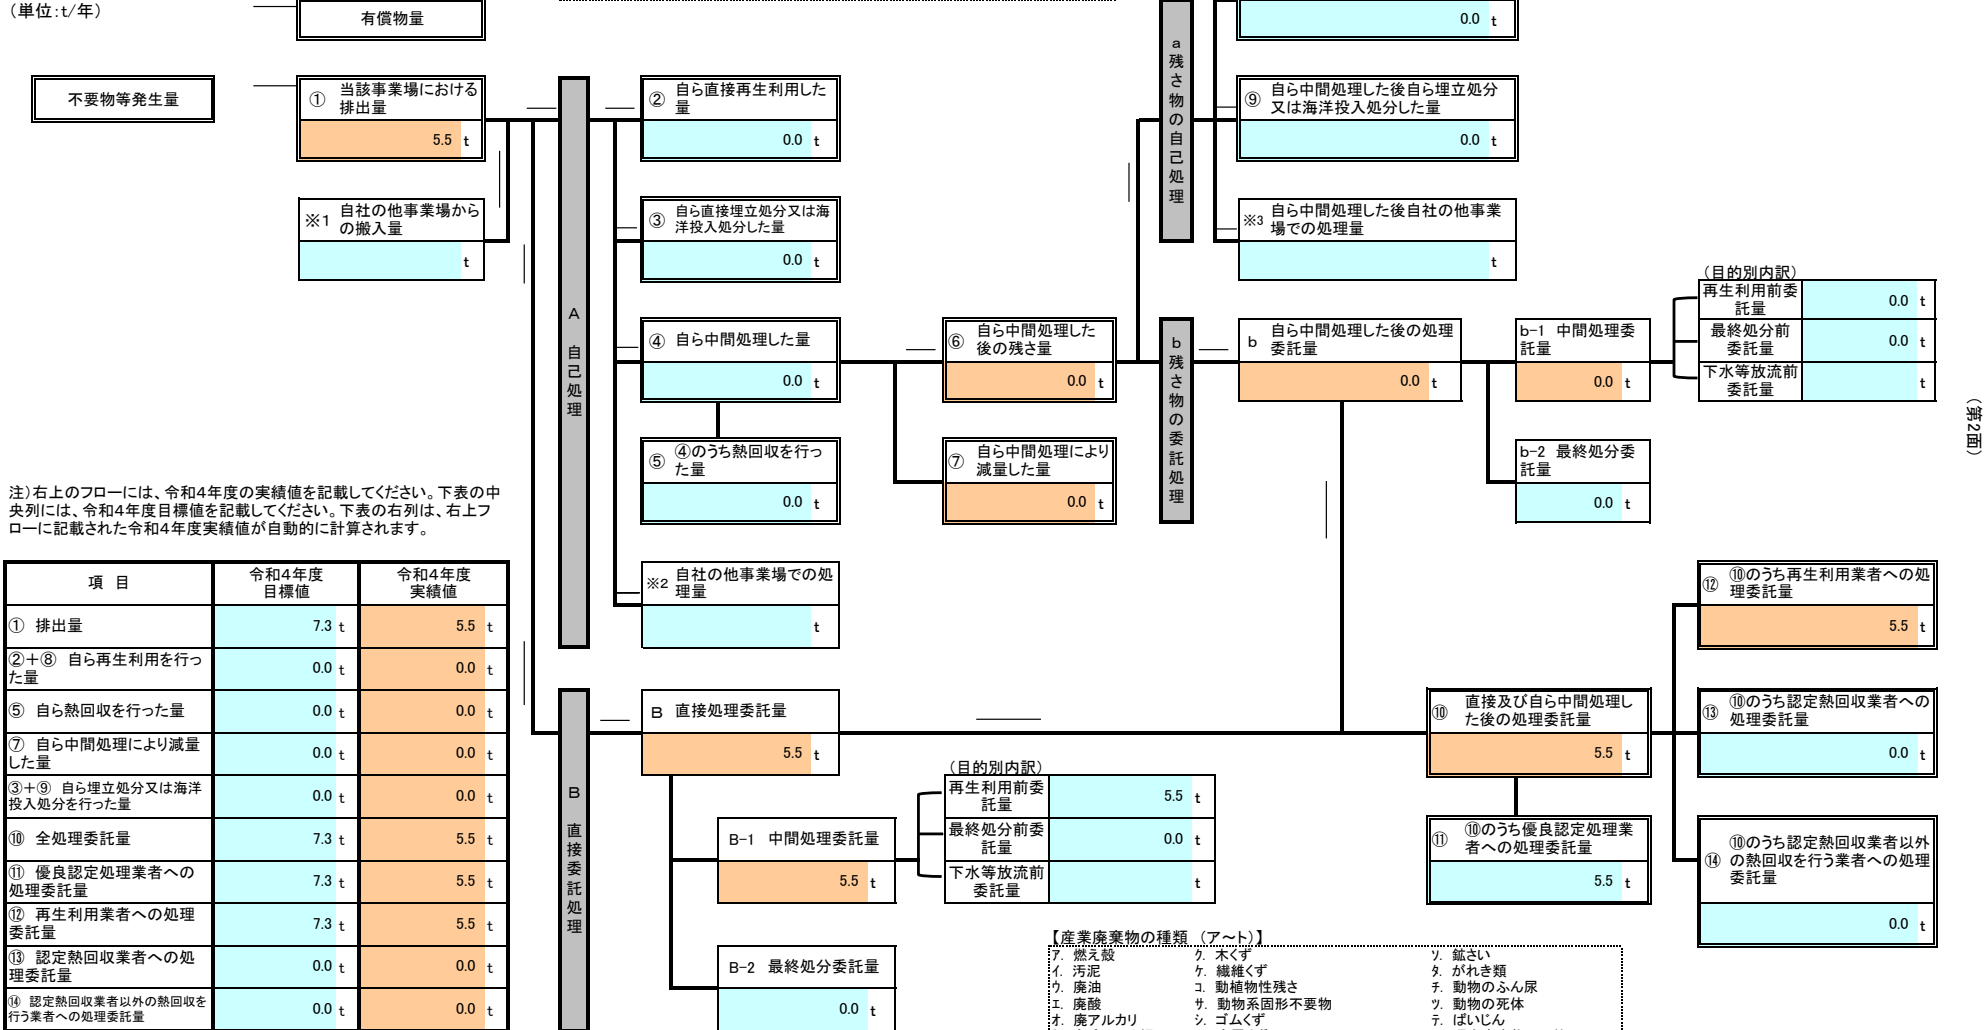 （単位：t/年）
有償物量
0.0 t
不要物等発生量
① 当該事業場における
排出量
5.5 t
※1 自社の他事業場から
の搬入量
t
A 自己処理
② 自ら直接再生利用した
量
0.0 t
③ 自ら直接埋立処分又は海
洋投入処分した量
0.0 t
④ 自ら中間処理した量
0.0 t
⑤ ④のうち熱回収を行っ
た量
0.0 t
※2 自社の他事業場での処
理量
t
⑥ 自ら中間処理した
後の残さ量
0.0 t
⑦ 自ら中間処理により
減量した量
0.0 t
a 残さ物の自己処理
⑨ 自ら中間処理した後自ら埋立処分
又は海洋投入処分した量
0.0 t
※3 自ら中間処理した後自社の他事業
場での処理量
t
b 残さ物の委託処理
b 自ら中間処理した後の処理
委託量
0.0 t
b-1 中間処理委
託量
0.0 t
b-2 最終処分委
託量
0.0 t
（目的別内訳）
再生利用前委
託量
0.0 t
最終処分前
委託量
0.0 t
下水等放流前
委託量
t
（第2面）
注）右上のフローには、令和4年度の実績値を記載してください。下表の中
央列には、令和4年度目標値を記載してください。下表の右列は、右上フ
ローに記載された令和4年度実績値が自動的に計算されます。
項 目 令和4年度
目標値 令和4年度
実績値
① 排出量 7.3 t 5.5 t
②＋⑧ 自ら再生利用を行っ
た量 0.0 t 0.0 t
⑤ 自ら熱回収を行った量 0.0 t 0.0 t
⑦ 自ら中間処理により減量
した量 0.0 t 0.0 t
③＋⑨ 自ら埋立処分又は海洋
投入処分を行った量 0.0 t 0.0 t
⑩ 全処理委託量 7.3 t 5.5 t
⑪ 優良認定処理業者への
処理委託量 7.3 t 5.5 t
⑫ 再生利用業者への処理
委託量 7.3 t 5.5 t
⑬ 認定熱回収業者への処
理委託量 0.0 t 0.0 t
⑭ 認定熱回収業者以外の熱回収を
行う業者への処理委託量 0.0 t 0.0 t
B 直接委託処理
B 直接処理委託量
5.5 t
B-1 中間処理委託量
5.5 t
B-2 最終処分委託量
0.0 t
（目的別内訳）
再生利用前委
託量
5.5 t
最終処分前委
託量
0.0 t
下水等放流前
委託量
t
⑩ 直接及び自ら中間処理し
た後の処理委託量
5.5 t
⑪ ⑩のうち優良認定処理業
者への処理委託量
5.5 t
⑫ ⑩のうち再生利用業者への処
理委託量
5.5 t
⑬ ⑩のうち認定熱回収業者への
処理委託量
0.0 t
⑭ ⑩のうち認定熱回収業者以外
の熱回収を行う業者への処理
委託量
0.0 t
【産業廃棄物の種類 （ア～ト）】
ア. 燃え殻 ク. 木くず ソ. 鉱さい
イ. 汚泥 ケ. 繊維くず タ. がれき類
ウ. 廃油 コ. 動植物性残さ チ. 動物のふん尿
エ. 廃酸 サ. 動物系固形不要物 ツ. 動物の死体
オ. 廃アルカリ シ. ゴムくず テ. ばいじん